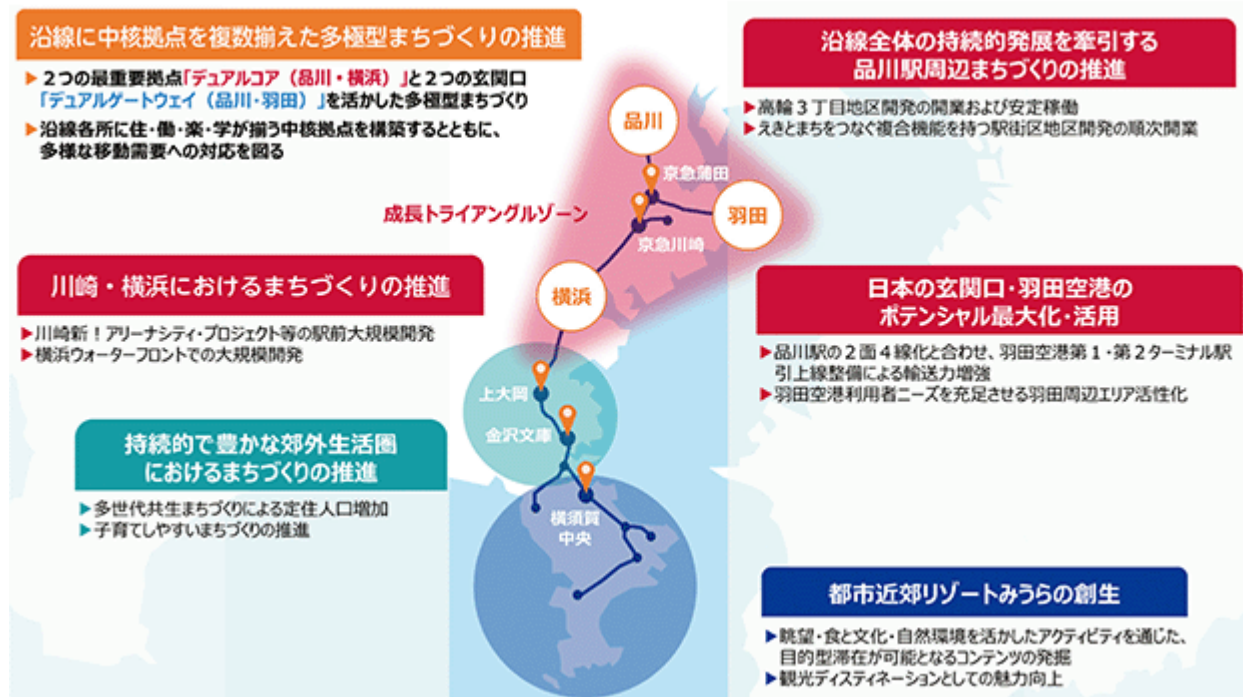 沿線に中核拠点を複数揃えた多極型まちづくりの推進
▶２つの最重要拠点「デュアルコア（品川・横浜）」と２つの玄関口
「デュアルゲートウェイ（品川・羽田）」を活かした多極型まちづくり
▶沿線各所に住・働・楽・学が揃う中核拠点を構築するとともに、
多様な移動需要への対応を図る
沿線全体の持続的発展を牽引する
品川駅周辺まちづくりの推進
▶高輪３丁目地区開発の開業および安定稼働
▶えきとまちをつなぐ複合機能を持つ駅街区地区開発の順次開業
品川
京急蒲田
羽田
成長トライアングルゾーン
京急川崎
横浜
川崎・横浜におけるまちづくりの推進
▶川崎新！アリーナシティ・プロジェクト等の駅前大規模開発
▶横浜ウォーターフロントでの大規模開発
日本の玄関口・羽田空港の
ポテンシャル最大化・活用
▶品川駅の２面４線化と合わせ、羽田空港第１・第２ターミナル駅
引上線整備による輸送力増強
▶羽田空港利用者ニーズを充足させる羽田周辺エリア活性化
上大岡
金沢文庫
持続的で豊かな郊外生活圏
におけるまちづくりの推進
▶多世代共生まちづくりによる定住人口増加
▶子育てしやすいまちづくりの推進
横須賀
中央
都市近郊リゾートみうらの創生
▶眺望・食と文化・自然環境を活かしたアクティビティを通じた、
目的型滞在が可能となるコンテンツの発掘
▶観光ディスティネーションとしての魅力向上